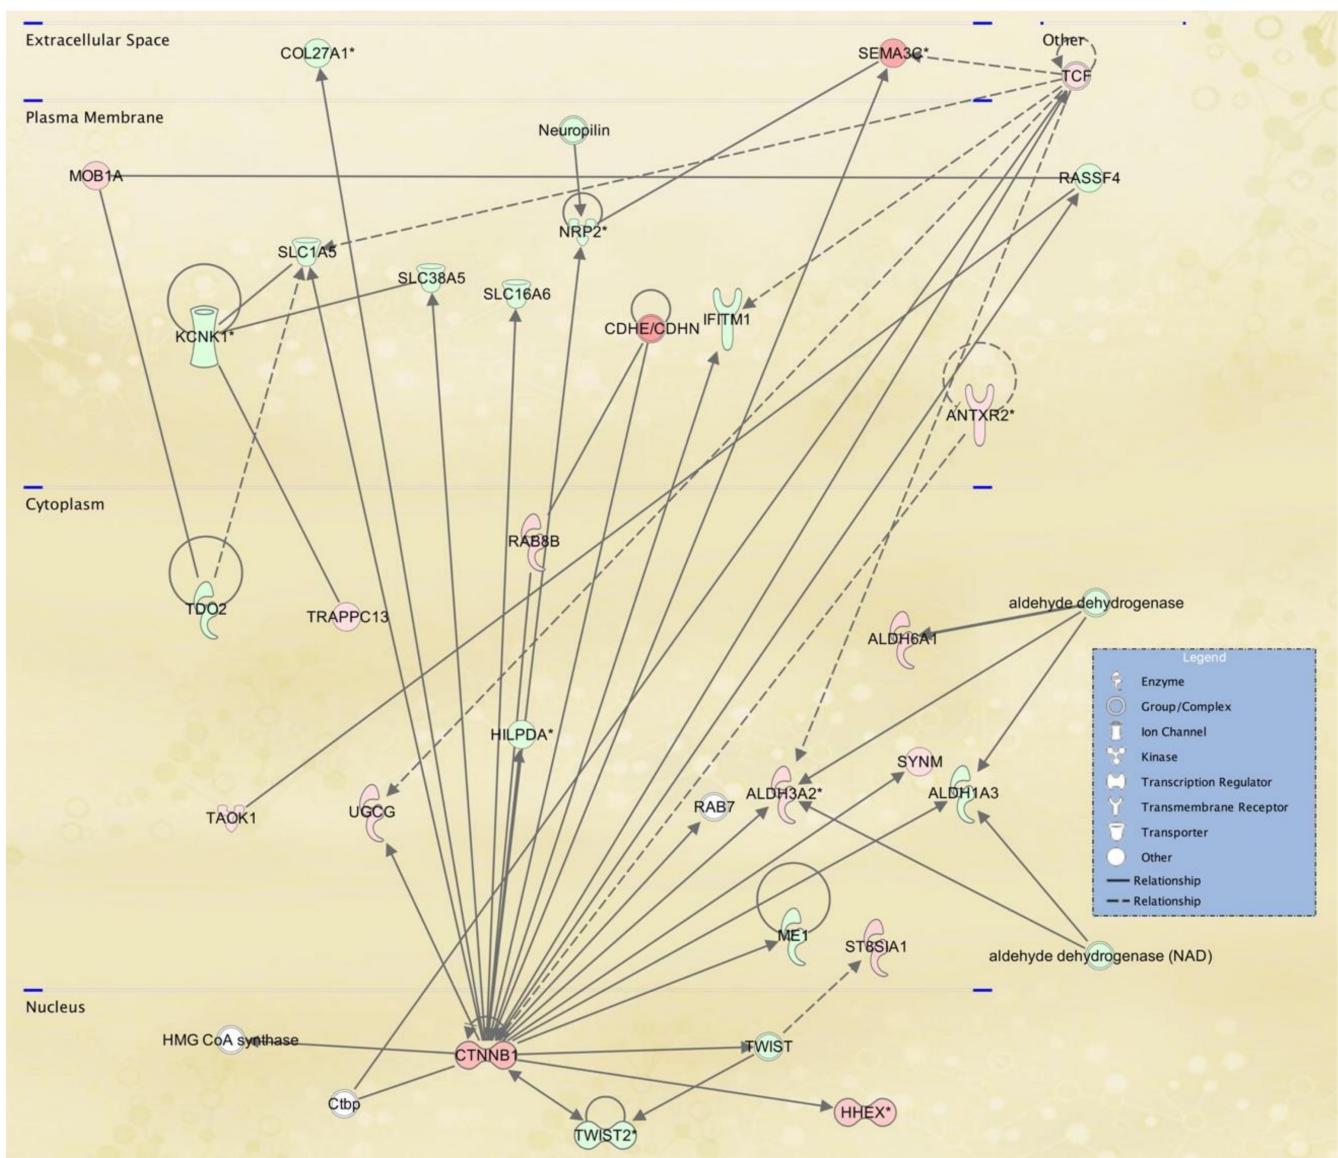 Extracellular Space
COL27A1*
SEMA3C*
Other
TCF
Plasma Membrane
Neuropilin
MOB1A
RASSF4
NRP2*
SLC1A5
SLC38A5
SLC16A6
KCNK1*
CDHE/CDHN
IFITM1
ANTXR2*
Cytoplasm
RAB8B
TDO2
TRAPPC13
aldehyde dehydrogenase
ALDH6A1
Legend
Enzyme
Group/Complex
Ion Channel
Kinase
Transcription Regulator
Transmembrane Receptor
Transporter
Other
Relationship
Relationship
HILPDA*
SYNM
TAOK1
UGCG
RAB7
ALDH3A2*
ALDH1A3
ME1
ST8SIA1
aldehyde dehydrogenase (NAD)
Nucleus
HMG CoA synthase
CTNNB1
TWIST
Ctbp
TWIST2*
HHEX*